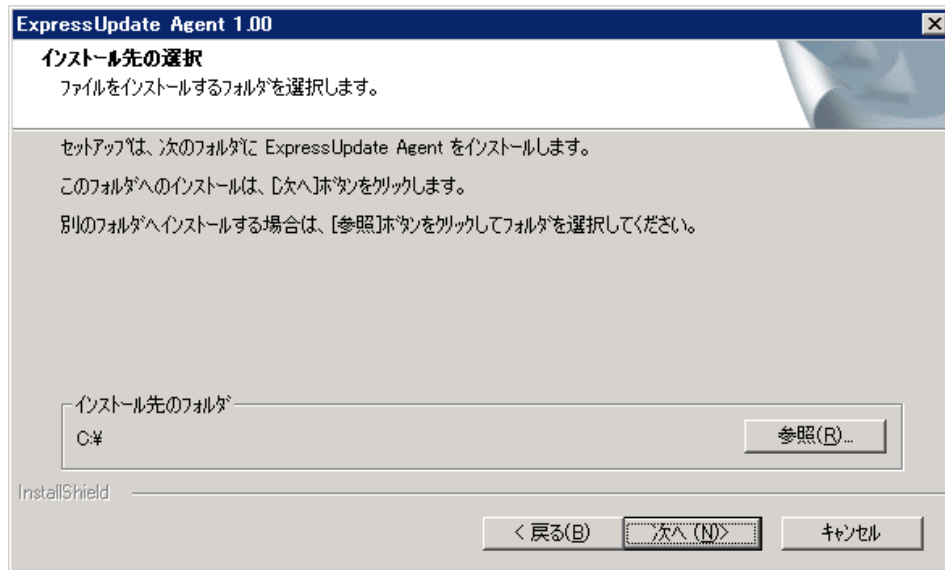 ExpressUpdate Agent 1.00
インストール先の選択
ファイルをインストールするフォルダを選択します。
セットアップは、次のフォルダに ExpressUpdate Agent をインストールします。
このフォルダへのインストールは、[次へ]ボタンをクリックします。
別のフォルダへインストールする場合は、[参照]ボタンをクリックしてフォルダを選択してください。
インストール先のフォルダ
C:¥
参照(R)...
InstallShield
< 戻る(B)
次へ (N)>
キャンセル